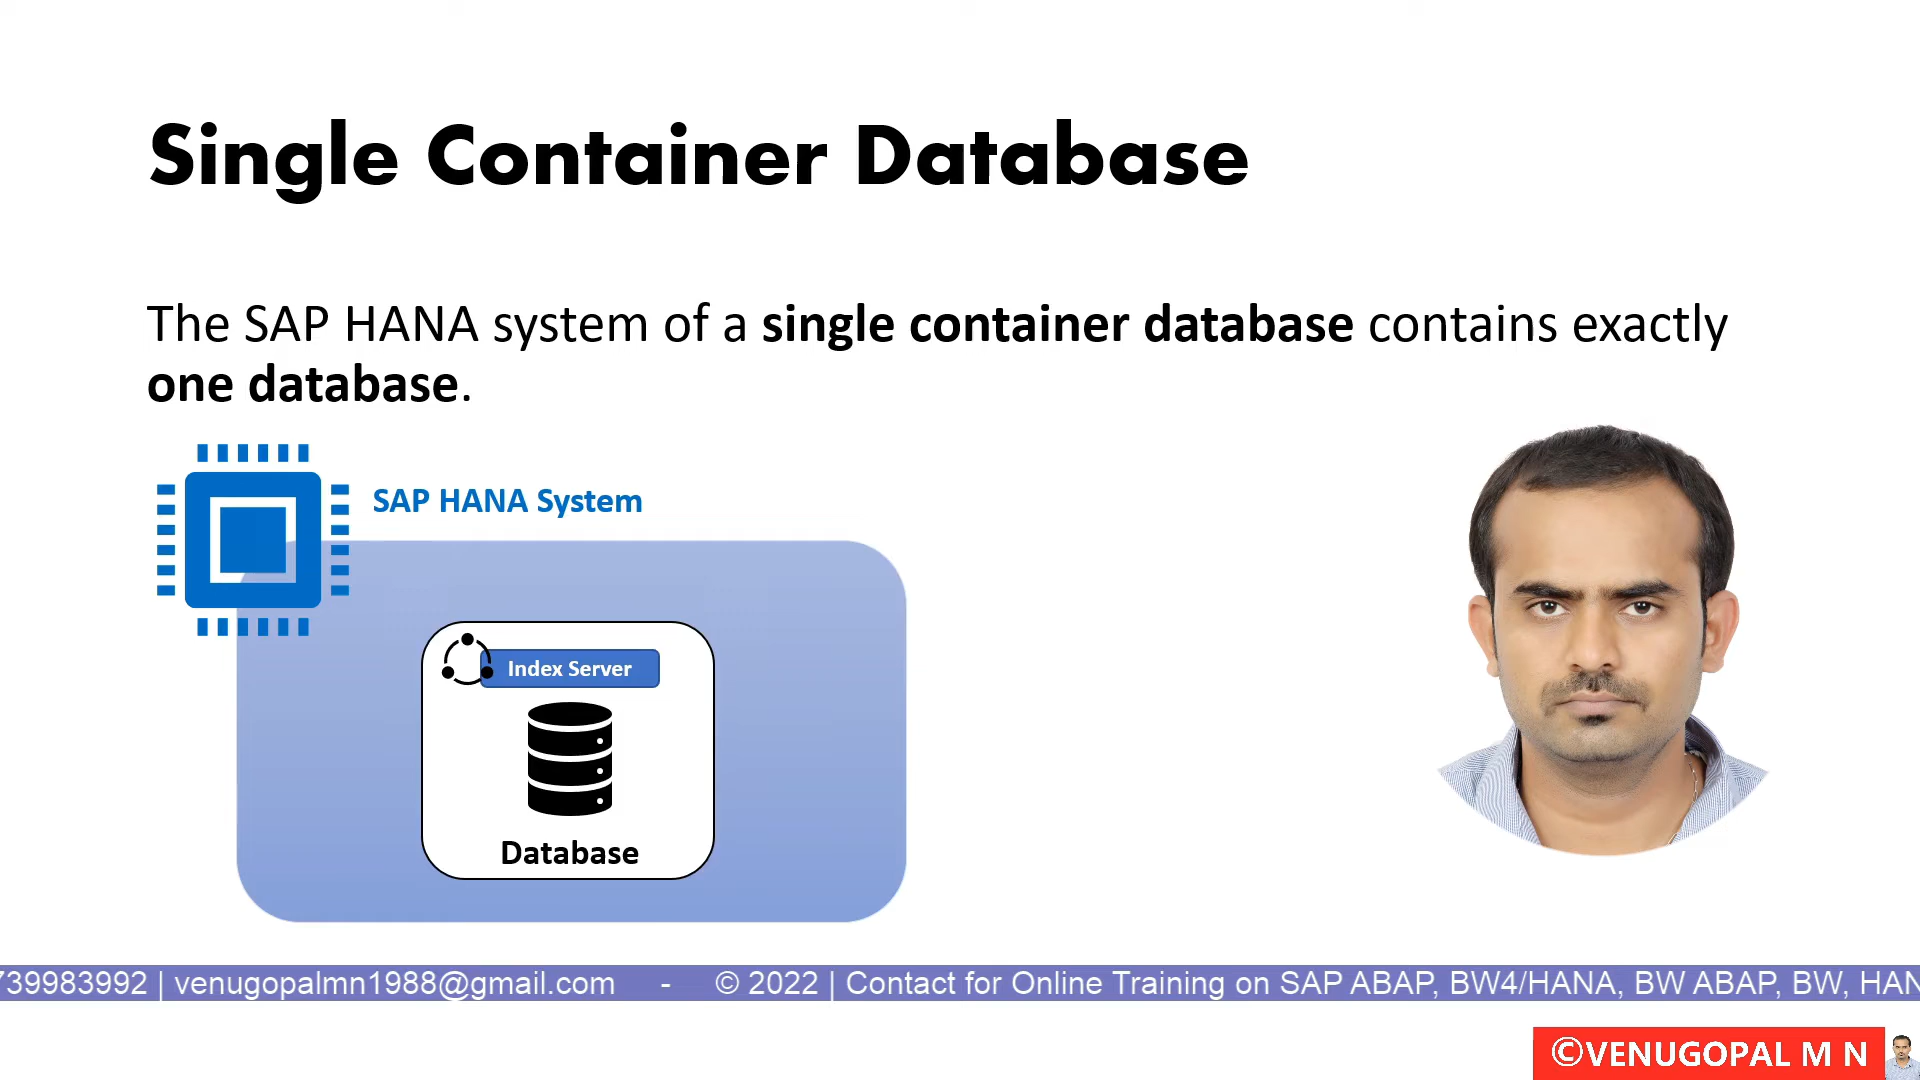 Single Container Database
The SAP HANA system of a single container database contains exactly
one database.
SAP HANA System
Index Server
Database
739983992 | venugopalmn1988@gmail.com - © 2022 | Contact for Online Training on SAP ABAP, BW4/HANA, BW ABAP, BW, HAN
©VENUGOPAL M N